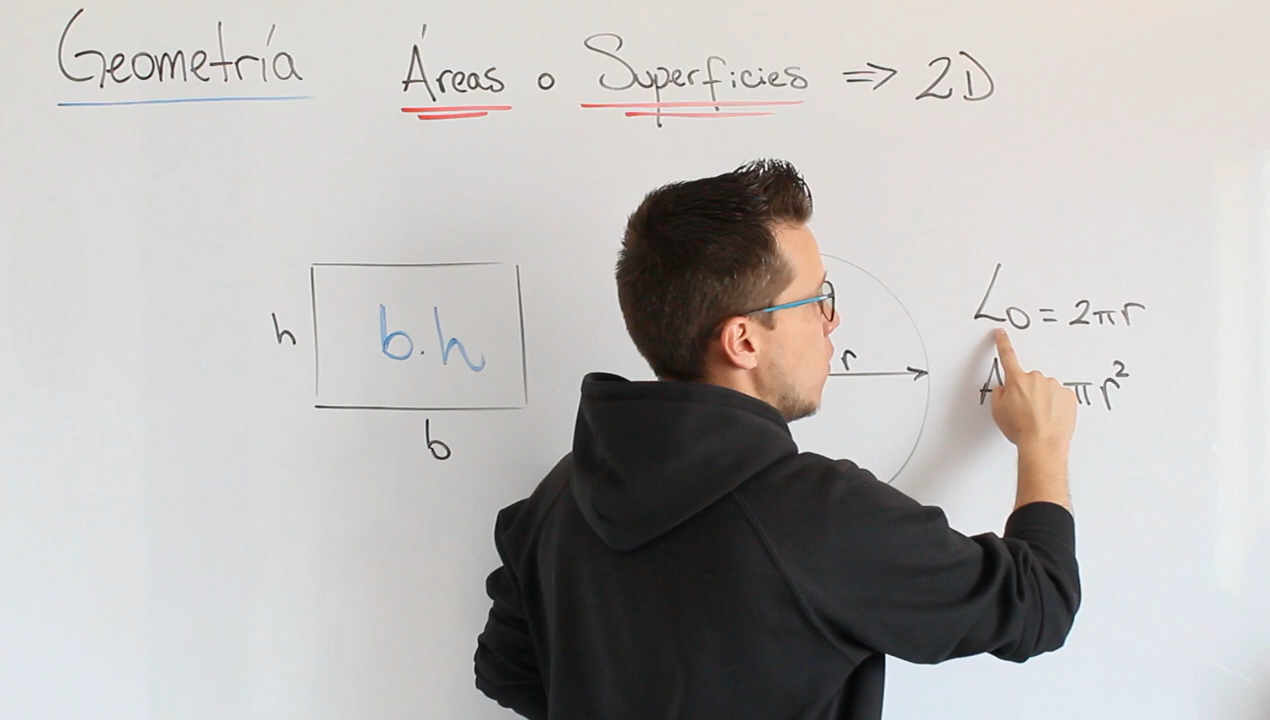 Geometría Áreas o Superficies => 2D
h b.h
b
r
Lo = 2πr
A πr²